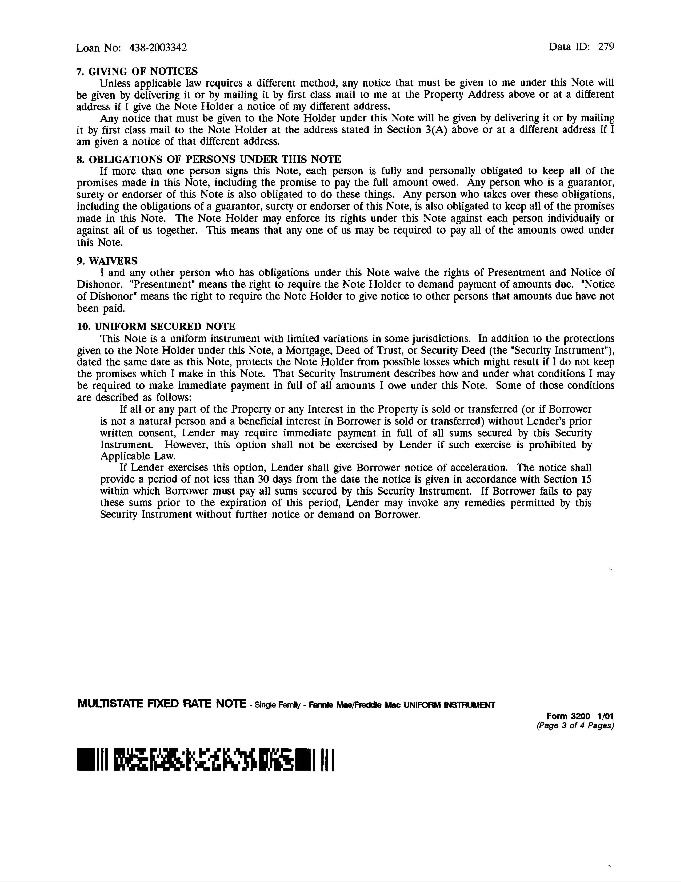 Loan No: 438-2003342
Data ID: 279
7. GIVING OF NOTICES
Unless applicable law requires a different method, any notice that must be given to me under this Note will
be given by delivering it or by mailing it by first class mail to me at the Property Address above or at a different
address if I give the Note Holder a notice of my different address.
Any notice that must be given to the Note Holder under this Note will be given by delivering it or by mailing
it by first class mail to the Note Holder at the address stated in Section 3(A) above or at a different address if I
am given a notice of that different address.
8. OBLIGATIONS OF PERSONS UNDER THIS NOTE
If more than one person signs this Note, each person is fully and personally obligated to keep all of the
promises made in this Note, including the promise to pay the full amount owed. Any person who is a guarantor,
surety or endorser of this Note is also obligated to do these things. Any person who takes over these obligations,
including the obligations of a guarantor, surety or endorser of this Note, is also obligated to keep all of the promises
made in this Note. The Note Holder may enforce its rights under this Note against each person individually or
against all of us together. This means that any one of us may be required to pay all of the amounts owed under
this Note.
9. WAIVERS
I and any other person who has obligations under this Note waive the rights of Presentment and Notice of
Dishonor. "Presentment" means the right to require the Note Holder to demand payment of amounts due. "Notice
of Dishonor" means the right to require the Note Holder to give notice to other persons that amounts due have not
been paid.
10. UNIFORM SECURED NOTE
This Note is a uniform instrument with limited variations in some jurisdictions. In addition to the protections
given to the Note Holder under this Note, a Mortgage, Deed of Trust, or Security Deed (the "Security Instrument"),
dated the same date as this Note, protects the Note Holder from possible losses which might result if I do not keep
the promises which I make in this Note. That Security Instrument describes how and under what conditions I may
be required to make immediate payment in full of all amounts I owe under this Note. Some of those conditions
are described as follows:
If all or any part of the Property or any Interest in the Property is sold or transferred (or if Borrower
is not a natural person and a beneficial interest in Borrower is sold or transferred) without Lender's prior
written consent, Lender may require immediate payment in full of all sums secured by this Security
Instrument. However, this option shall not be exercised by Lender if such exercise is prohibited by
Applicable Law.
If Lender exercises this option, Lender shall give Borrower notice of acceleration. The notice shall
provide a period of not less than 30 days from the date the notice is given in accordance with Section 15
within which Borrower must pay all sums secured by this Security Instrument. If Borrower fails to pay
these sums prior to the expiration of this period, Lender may invoke any remedies permitted by this
Security Instrument without further notice or demand on Borrower.
MULTISTATE FIXED RATE NOTE - Single Family - Fannie Mae/Freddie Mac UNIFORM INSTRUMENT
Form 3200 1/01
(Page 3 of 4 Pages)